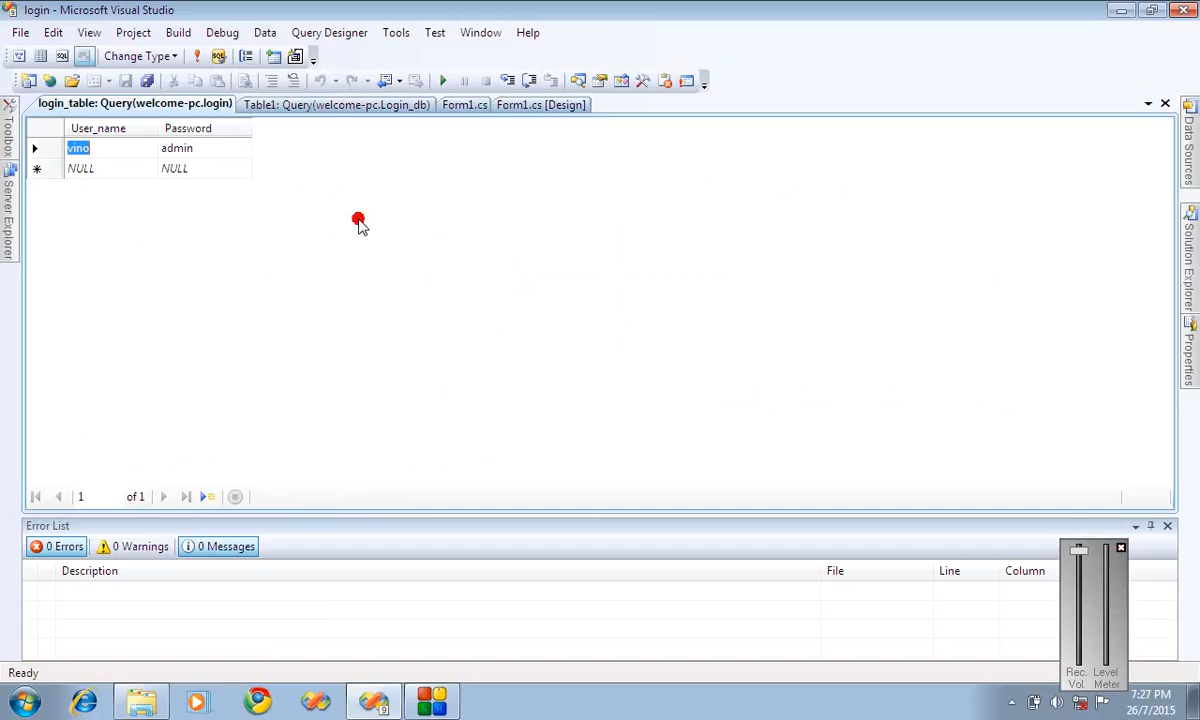 login - Microsoft Visual Studio
File Edit View Project Build Debug Data Query Designer Tools Test Window Help
Change Type
login_table: Query(welcome-pc.login) Table1: Query(welcome-pc.Login_db) Form1.cs Form1.cs [Design]
User_name Password
vino admin
NULL NULL
1 of 1
Toolbox
Server Explorer
Data Sources
Solution Explorer
Properties
Error List
0 Errors 0 Warnings 0 Messages
Description File Line Column
Rec. Level
Vol. Meter
Ready
7:27 PM
26/7/2015